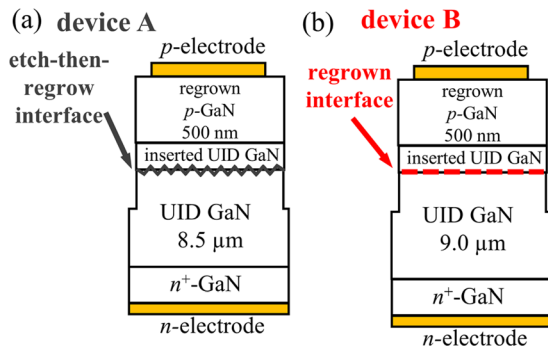 (a) device A
etch-then-
regrow
interface
p-electrode
regrown
p-GaN
500 nm
inserted UID GaN
UID GaN
8.5 µm
n⁺-GaN
n-electrode
(b) device B
regrown
interface
p-electrode
regrown
p-GaN
500 nm
inserted UID GaN
UID GaN
9.0 µm
n⁺-GaN
n-electrode